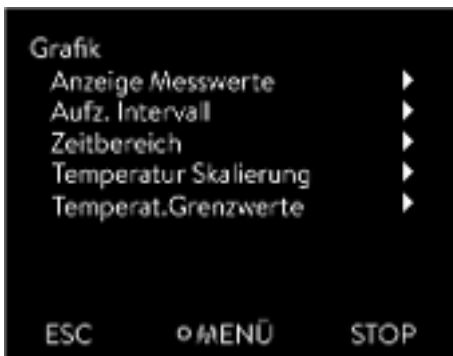 Grafik
Anzeige Messwerte
Aufz. Intervall
Zeitbereich
Temperatur Skalierung
Temperat.Grenzwerte
ESC MENÜ STOP